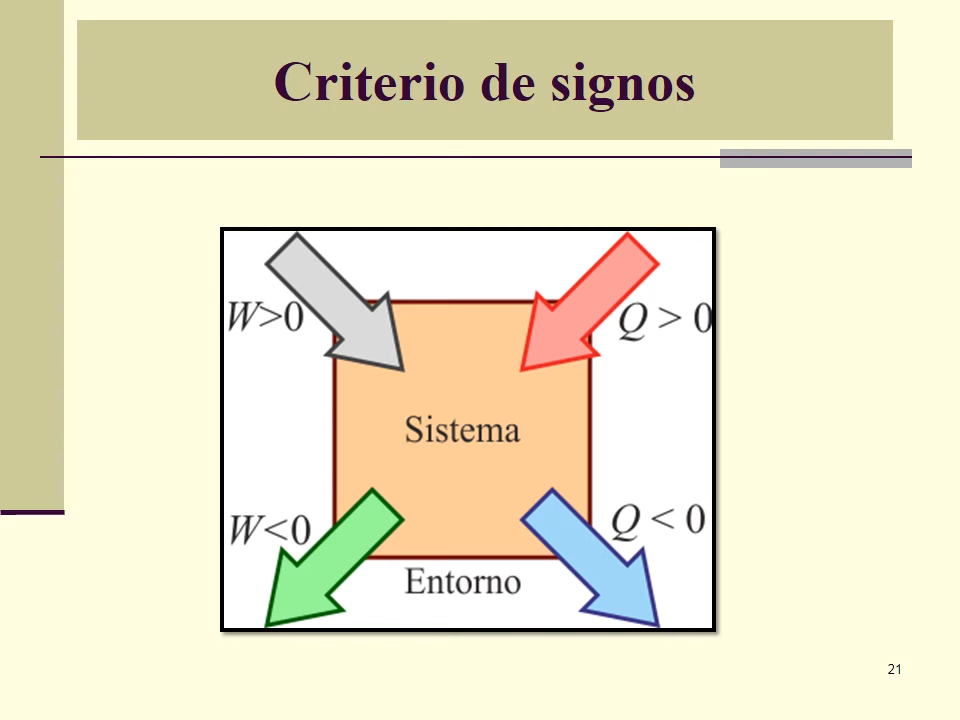 Criterio de signos
W>0
Q > 0
Sistema
W<0
Q < 0
Entorno
21